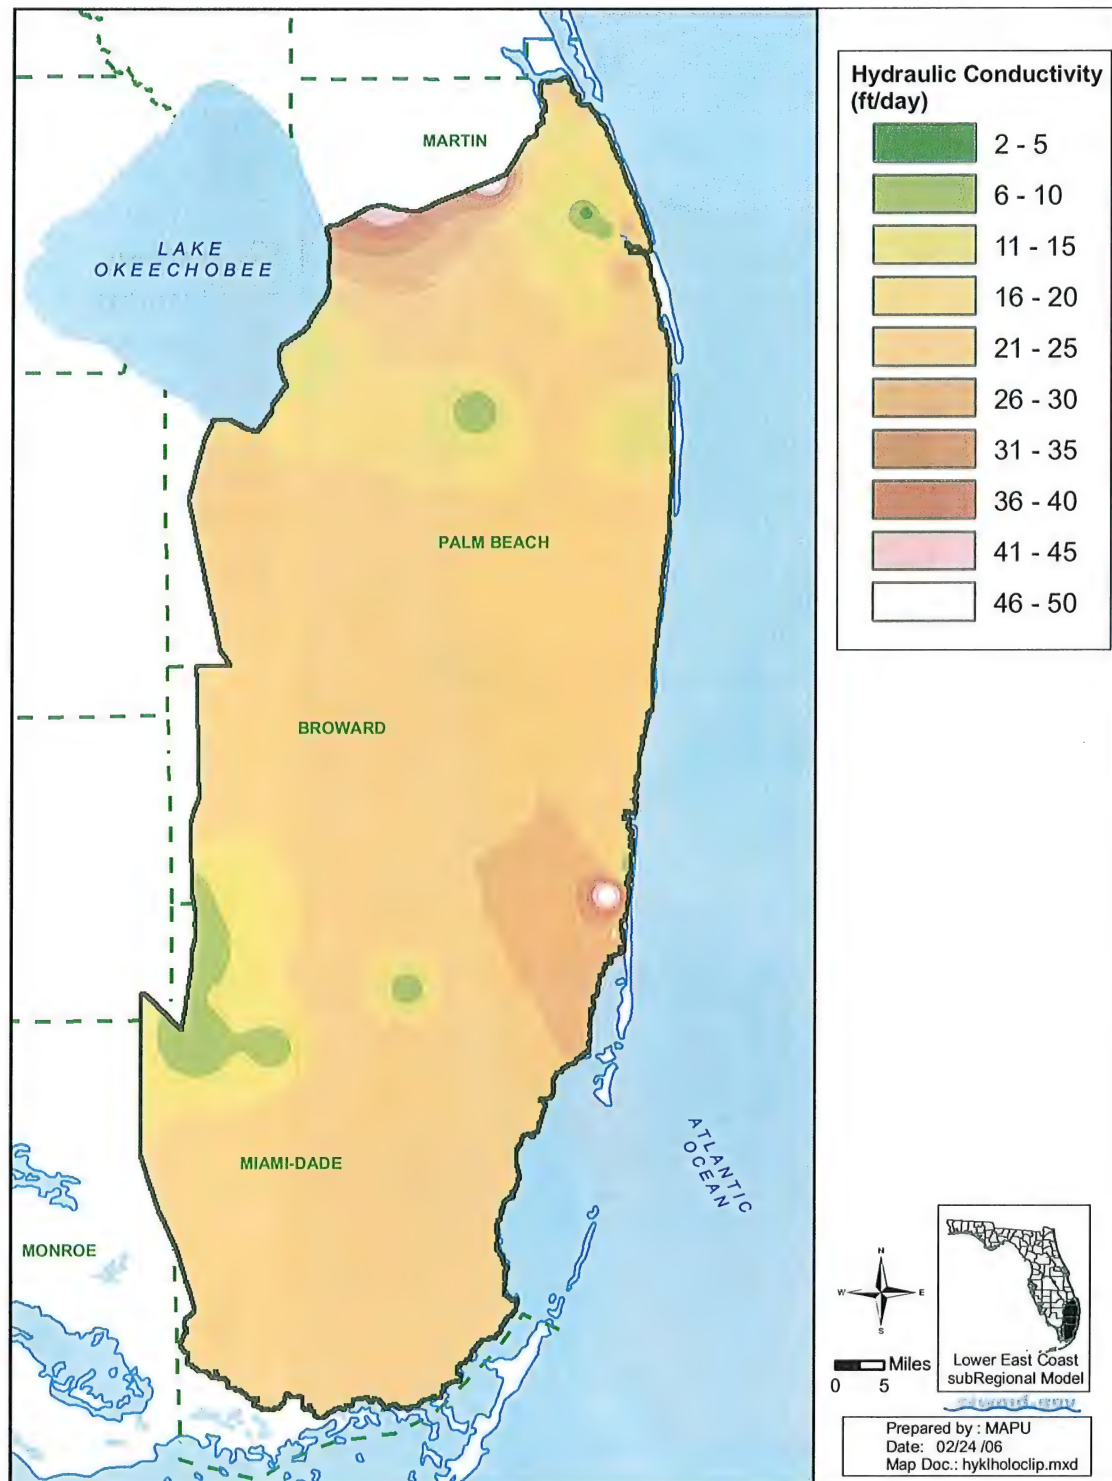 MARTIN
LAKE
OKEECHOBEE
PALM BEACH
BROWARD
MIAMI-DADE
MONROE
ATLANTIC
OCEAN
Hydraulic Conductivity
(ft/day)
2 - 5
6 - 10
11 - 15
16 - 20
21 - 25
26 - 30
31 - 35
36 - 40
41 - 45
46 - 50
N
W E
S
Miles
0 5
Lower East Coast
subRegional Model
Prepared by : MAPU
Date: 02/24 /06
Map Doc.: hyklholoclip.mxd